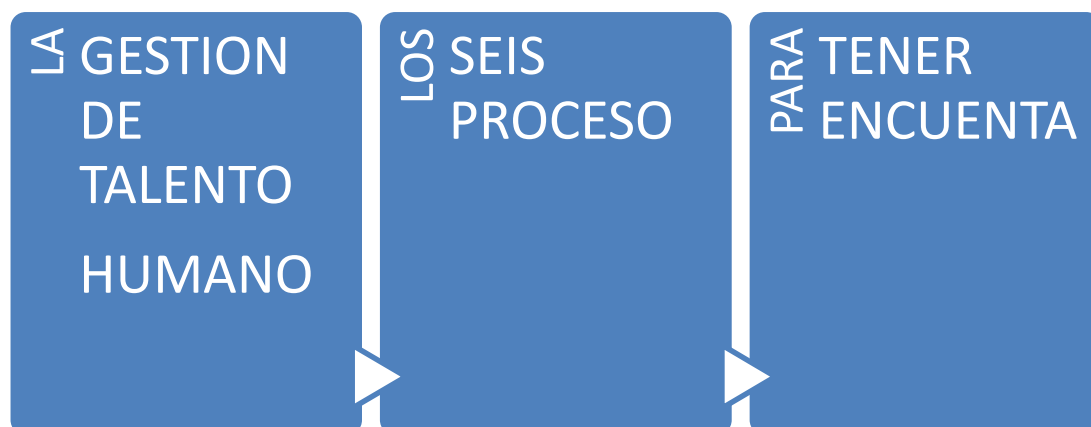 LA
GESTION
DE
TALENTO
HUMANO
LOS
SEIS
PROCESO
PARA
TENER
ENCUENTA